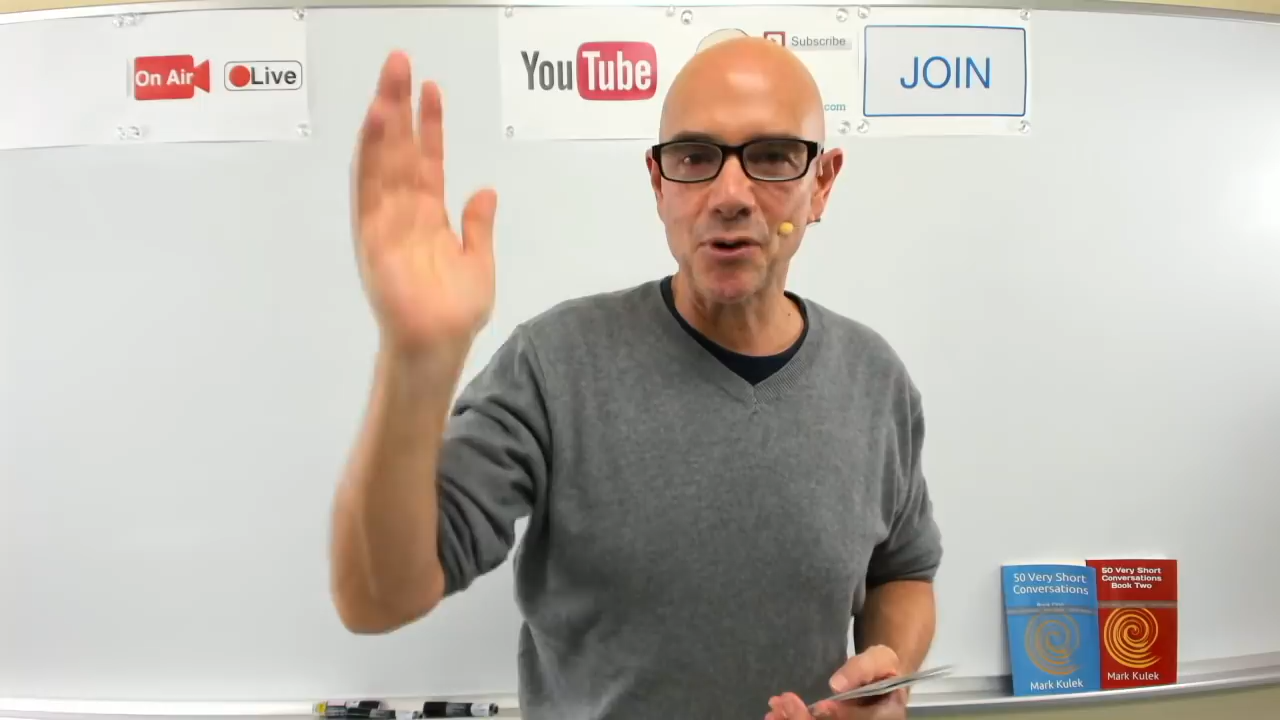 On Air
Live
YouTube
Subscribe
.com
JOIN
50 Very Short
Conversations
Mark Kulek
50 Very Short
Conversations
Book Two
Mark Kulek